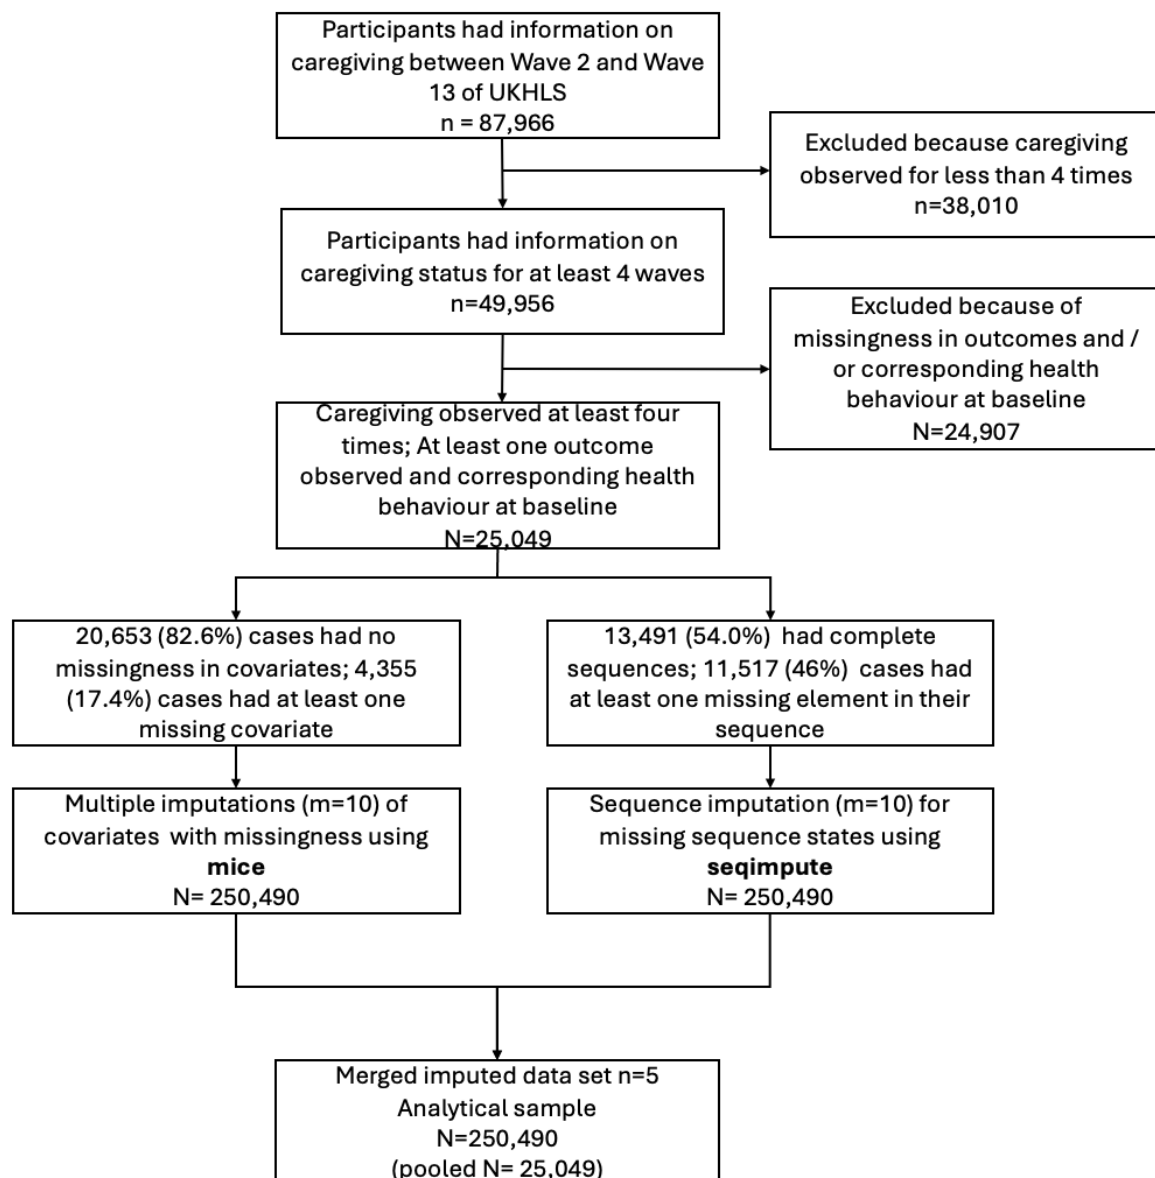 Participants had information on
caregiving between Wave 2 and Wave
13 of UKHLS
n = 87,966
Excluded because caregiving
observed for less than 4 times
n=38,010
Participants had information on
caregiving status for at least 4 waves
n=49,956
Excluded because of
missingness in outcomes and /
or corresponding health
behaviour at baseline
N=24,907
Caregiving observed at least four
times; At least one outcome
observed and corresponding health
behaviour at baseline
N=25,049
20,653 (82.6%) cases had no
missingness in covariates; 4,355
(17.4%) cases had at least one
missing covariate
13,491 (54.0%) had complete
sequences; 11,517 (46%) cases had
at least one missing element in their
sequence
Multiple imputations (m=10) of
covariates with missingness using
mice
N= 250,490
Sequence imputation (m=10) for
missing sequence states using
seqimpute
N= 250,490
Merged imputed data set n=5
Analytical sample
N=250,490
(pooled N= 25,049)